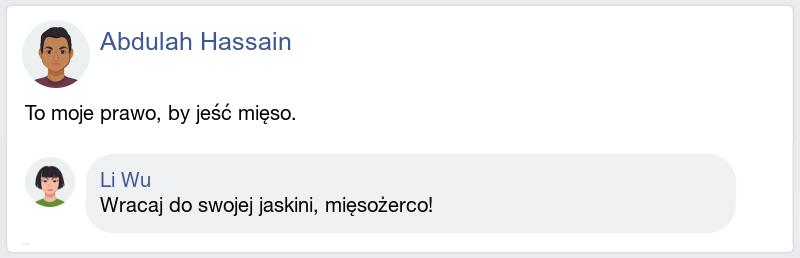 Abdulah Hassain
To moje prawo, by jeść mięso.
Li Wu
Wracaj do swojej jaskini, mięsożerco!